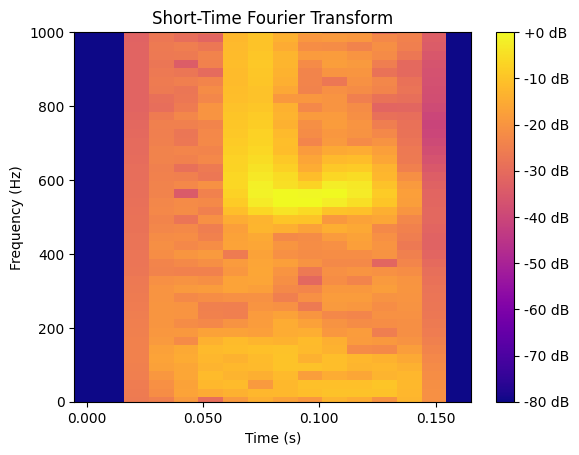 Short-Time Fourier Transform
Frequency (Hz)
1000
800
600
400
200
0
0.000
0.050
0.100
0.150
Time (s)
+0 dB
-10 dB
-20 dB
-30 dB
-40 dB
-50 dB
-60 dB
-70 dB
-80 dB